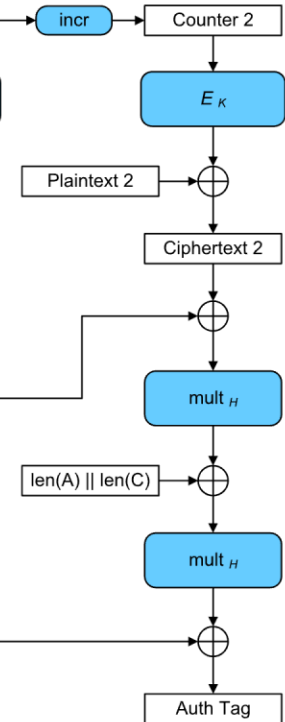 incr
Counter 2
E K
Plaintext 2
Ciphertext 2
mult H
len(A) || len(C)
mult H
Auth Tag